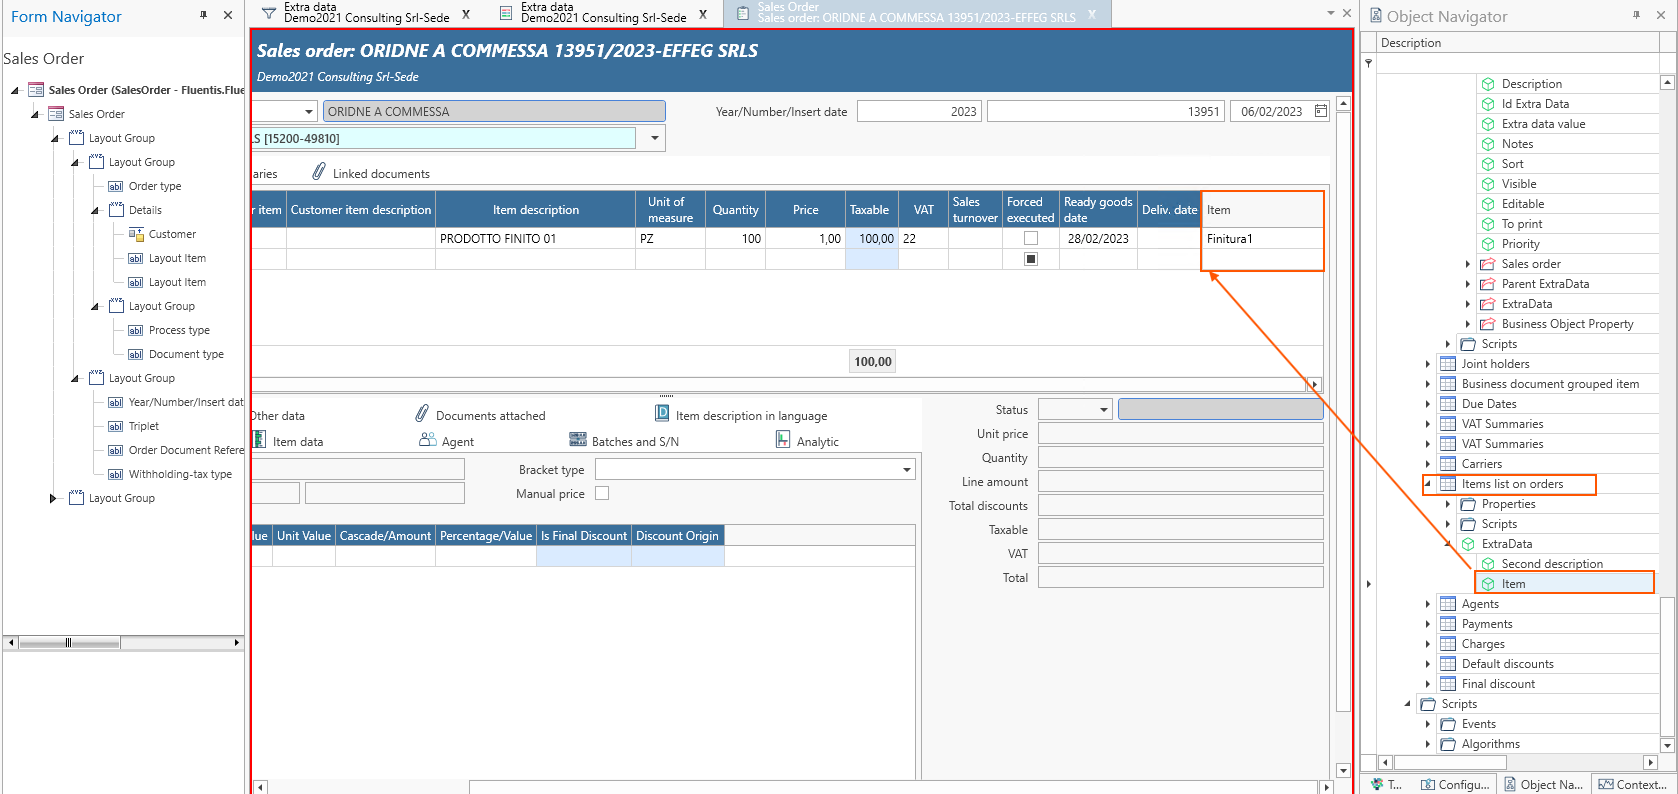 Form Navigator
Sales Order
Sales Order (SalesOrder - Fluentis.Flue
Sales Order
Layout Group
Layout Group
Order type
Details
Customer
Layout Item
Layout Item
Layout Group
Process type
Document type
Layout Group
Year/Number/Insert dat
Triplet
Order Document Refere
Withholding-tax type
Layout Group
Extra data
Demo2021 Consulting Srl-Sede X
Extra data
Demo2021 Consulting Srl-Sede X
Sales Order
Sales order: ORIDNE A COMMESSA 13951/2023-EFFEG SRLS X
Sales order: ORIDNE A COMMESSA 13951/2023-EFFEG SRLS
Demo2021 Consulting Srl-Sede
ORIDNE A COMMESSA Year/Number/Insert date 2023 13951 06/02/2023
LS [15200-49810]
aries Linked documents
r item Customer item description Item description Unit of measure Quantity Price Taxable VAT Sales turnover Forced executed Ready goods date Deliv. date Item
PRODOTTO FINITO 01 PZ 100 1,00 100,00 22 28/02/2023 Finitura1
100,00
Other data Documents attached Item description in language
Item data Agent Batches and S/N Analytic
Bracket type
Manual price
lue Unit Value Cascade/Amount Percentage/Value Is Final Discount Discount Origin
Status
Unit price
Quantity
Line amount
Total discounts
Taxable
VAT
Total
Object Navigator
Description
Description
Id Extra Data
Extra data value
Notes
Sort
Visible
Editable
To print
Priority
Sales order
Parent ExtraData
ExtraData
Business Object Property
Scripts
Joint holders
Business document grouped item
Due Dates
VAT Summaries
VAT Summaries
Carriers
Items list on orders
Properties
Scripts
ExtraData
Second description
Item
Agents
Payments
Charges
Default discounts
Final discount
Scripts
Events
Algorithms
T... Configu... Object Na... Context...